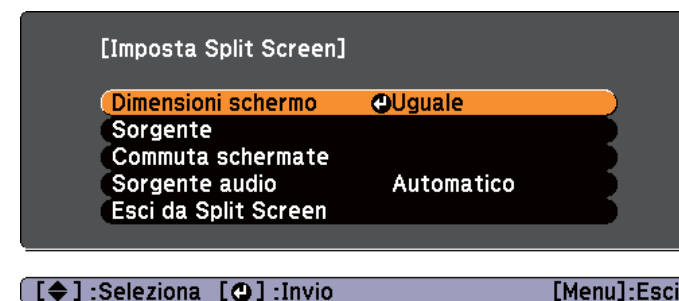 [Imposta Split Screen]
Dimensioni schermo Uguale
Sorgente
Commuta schermate
Sorgente audio Automatico
Esci da Split Screen
[◆] :Seleziona [⏎] :Invio [Menu]:Esci